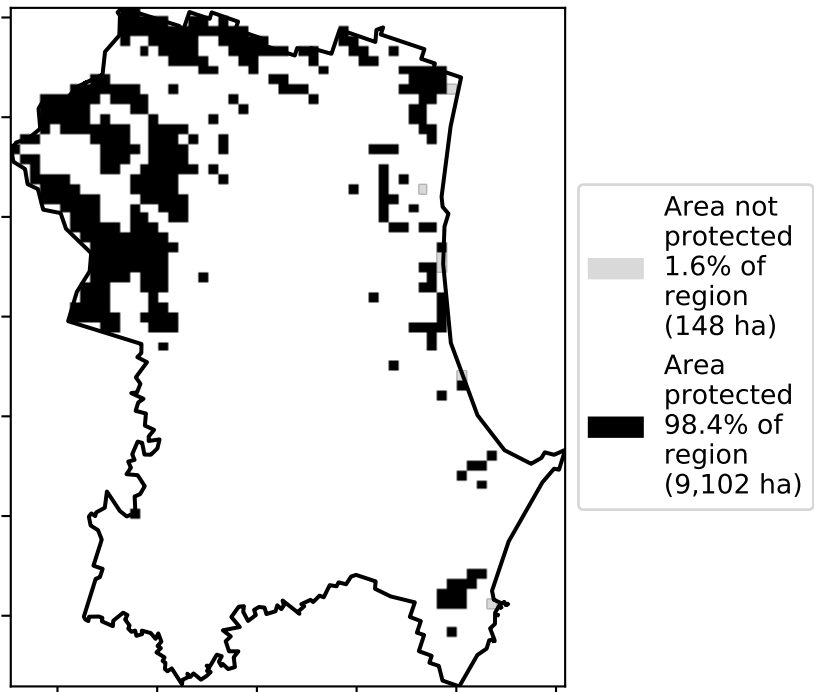 Area not
protected
1.6% of
region
(148 ha)
Area
protected
98.4% of
region
(9,102 ha)